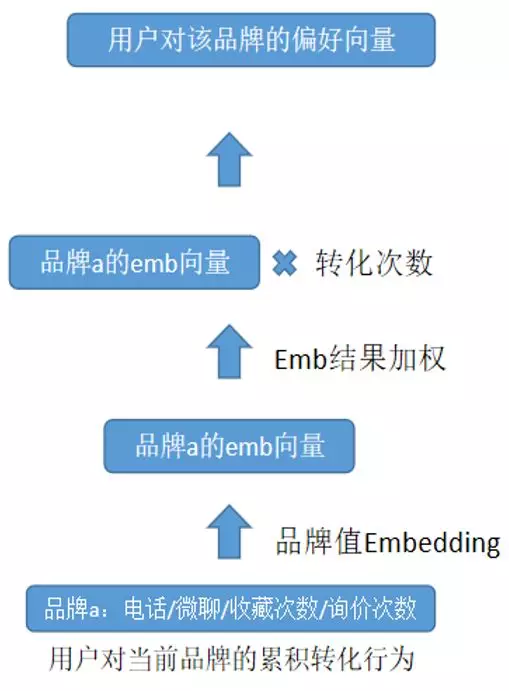 用户对该品牌的偏好向量
品牌a的emb向量 转化次数
Emb结果加权
品牌a的emb向量
品牌值Embedding
品牌a：电话/微聊/收藏次数/询价次数
用户对当前品牌的累积转化行为